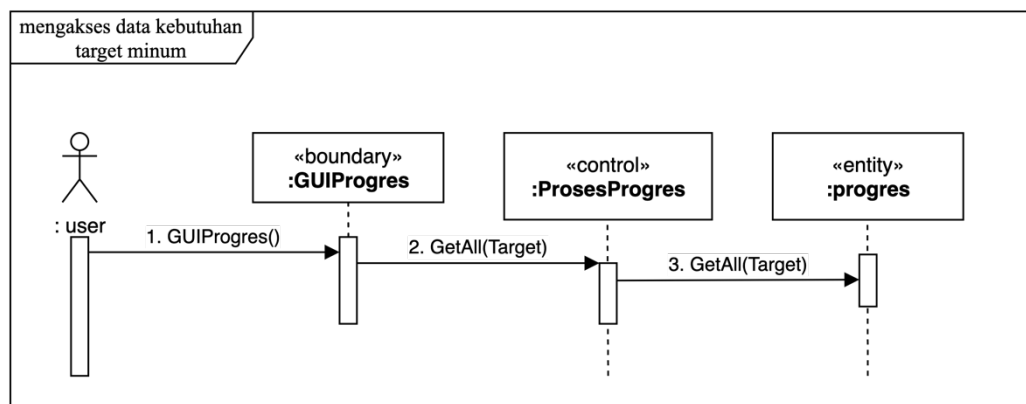 mengakses data kebutuhan
target minum
«boundary»
:GUIProgres
«control»
:ProsesProgres
«entity»
:progres
: user
1. GUIProgres()
2. GetAll(Target)
3. GetAll(Target)